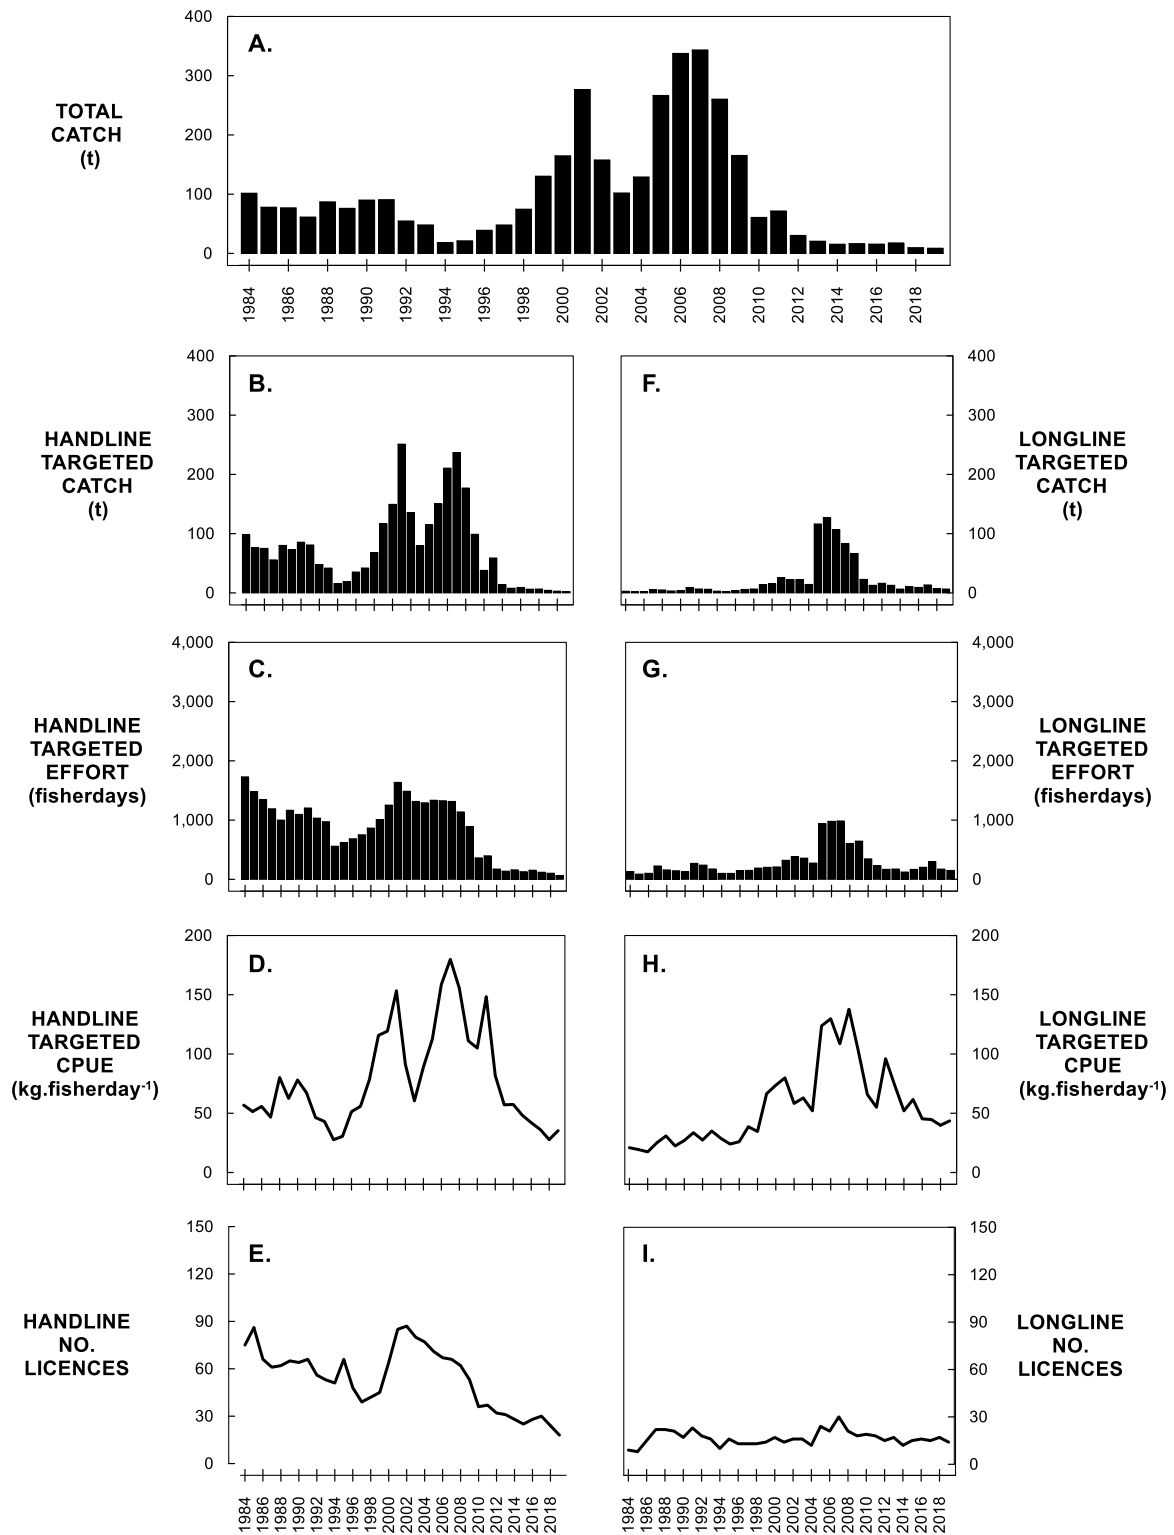 A.
TOTAL
CATCH
(t)
400
300
200
100
0
1984
1986
1988
1990
1992
1994
1996
1998
2000
2002
2004
2006
2008
2010
2012
2014
2016
2018
B.
HANDLINE
TARGETED
CATCH
(t)
400
300
200
100
0
F.
400
300
200
100
0
LONGLINE
TARGETED
CATCH
(t)
C.
HANDLINE
TARGETED
EFFORT
(fisherdays)
4,000
3,000
2,000
1,000
0
G.
4,000
3,000
2,000
1,000
0
LONGLINE
TARGETED
EFFORT
(fisherdays)
D.
HANDLINE
TARGETED
CPUE
(kg.fisherday-1)
200
150
100
50
0
H.
200
150
100
50
0
LONGLINE
TARGETED
CPUE
(kg.fisherday-1)
E.
HANDLINE
NO.
LICENCES
150
120
90
60
30
0
1984
1986
1988
1990
1992
1994
1996
1998
2000
2002
2004
2006
2008
2010
2012
2014
2016
2018
I.
150
120
90
60
30
0
LONGLINE
NO.
LICENCES
1984
1986
1988
1990
1992
1994
1996
1998
2000
2002
2004
2006
2008
2010
2012
2014
2016
2018